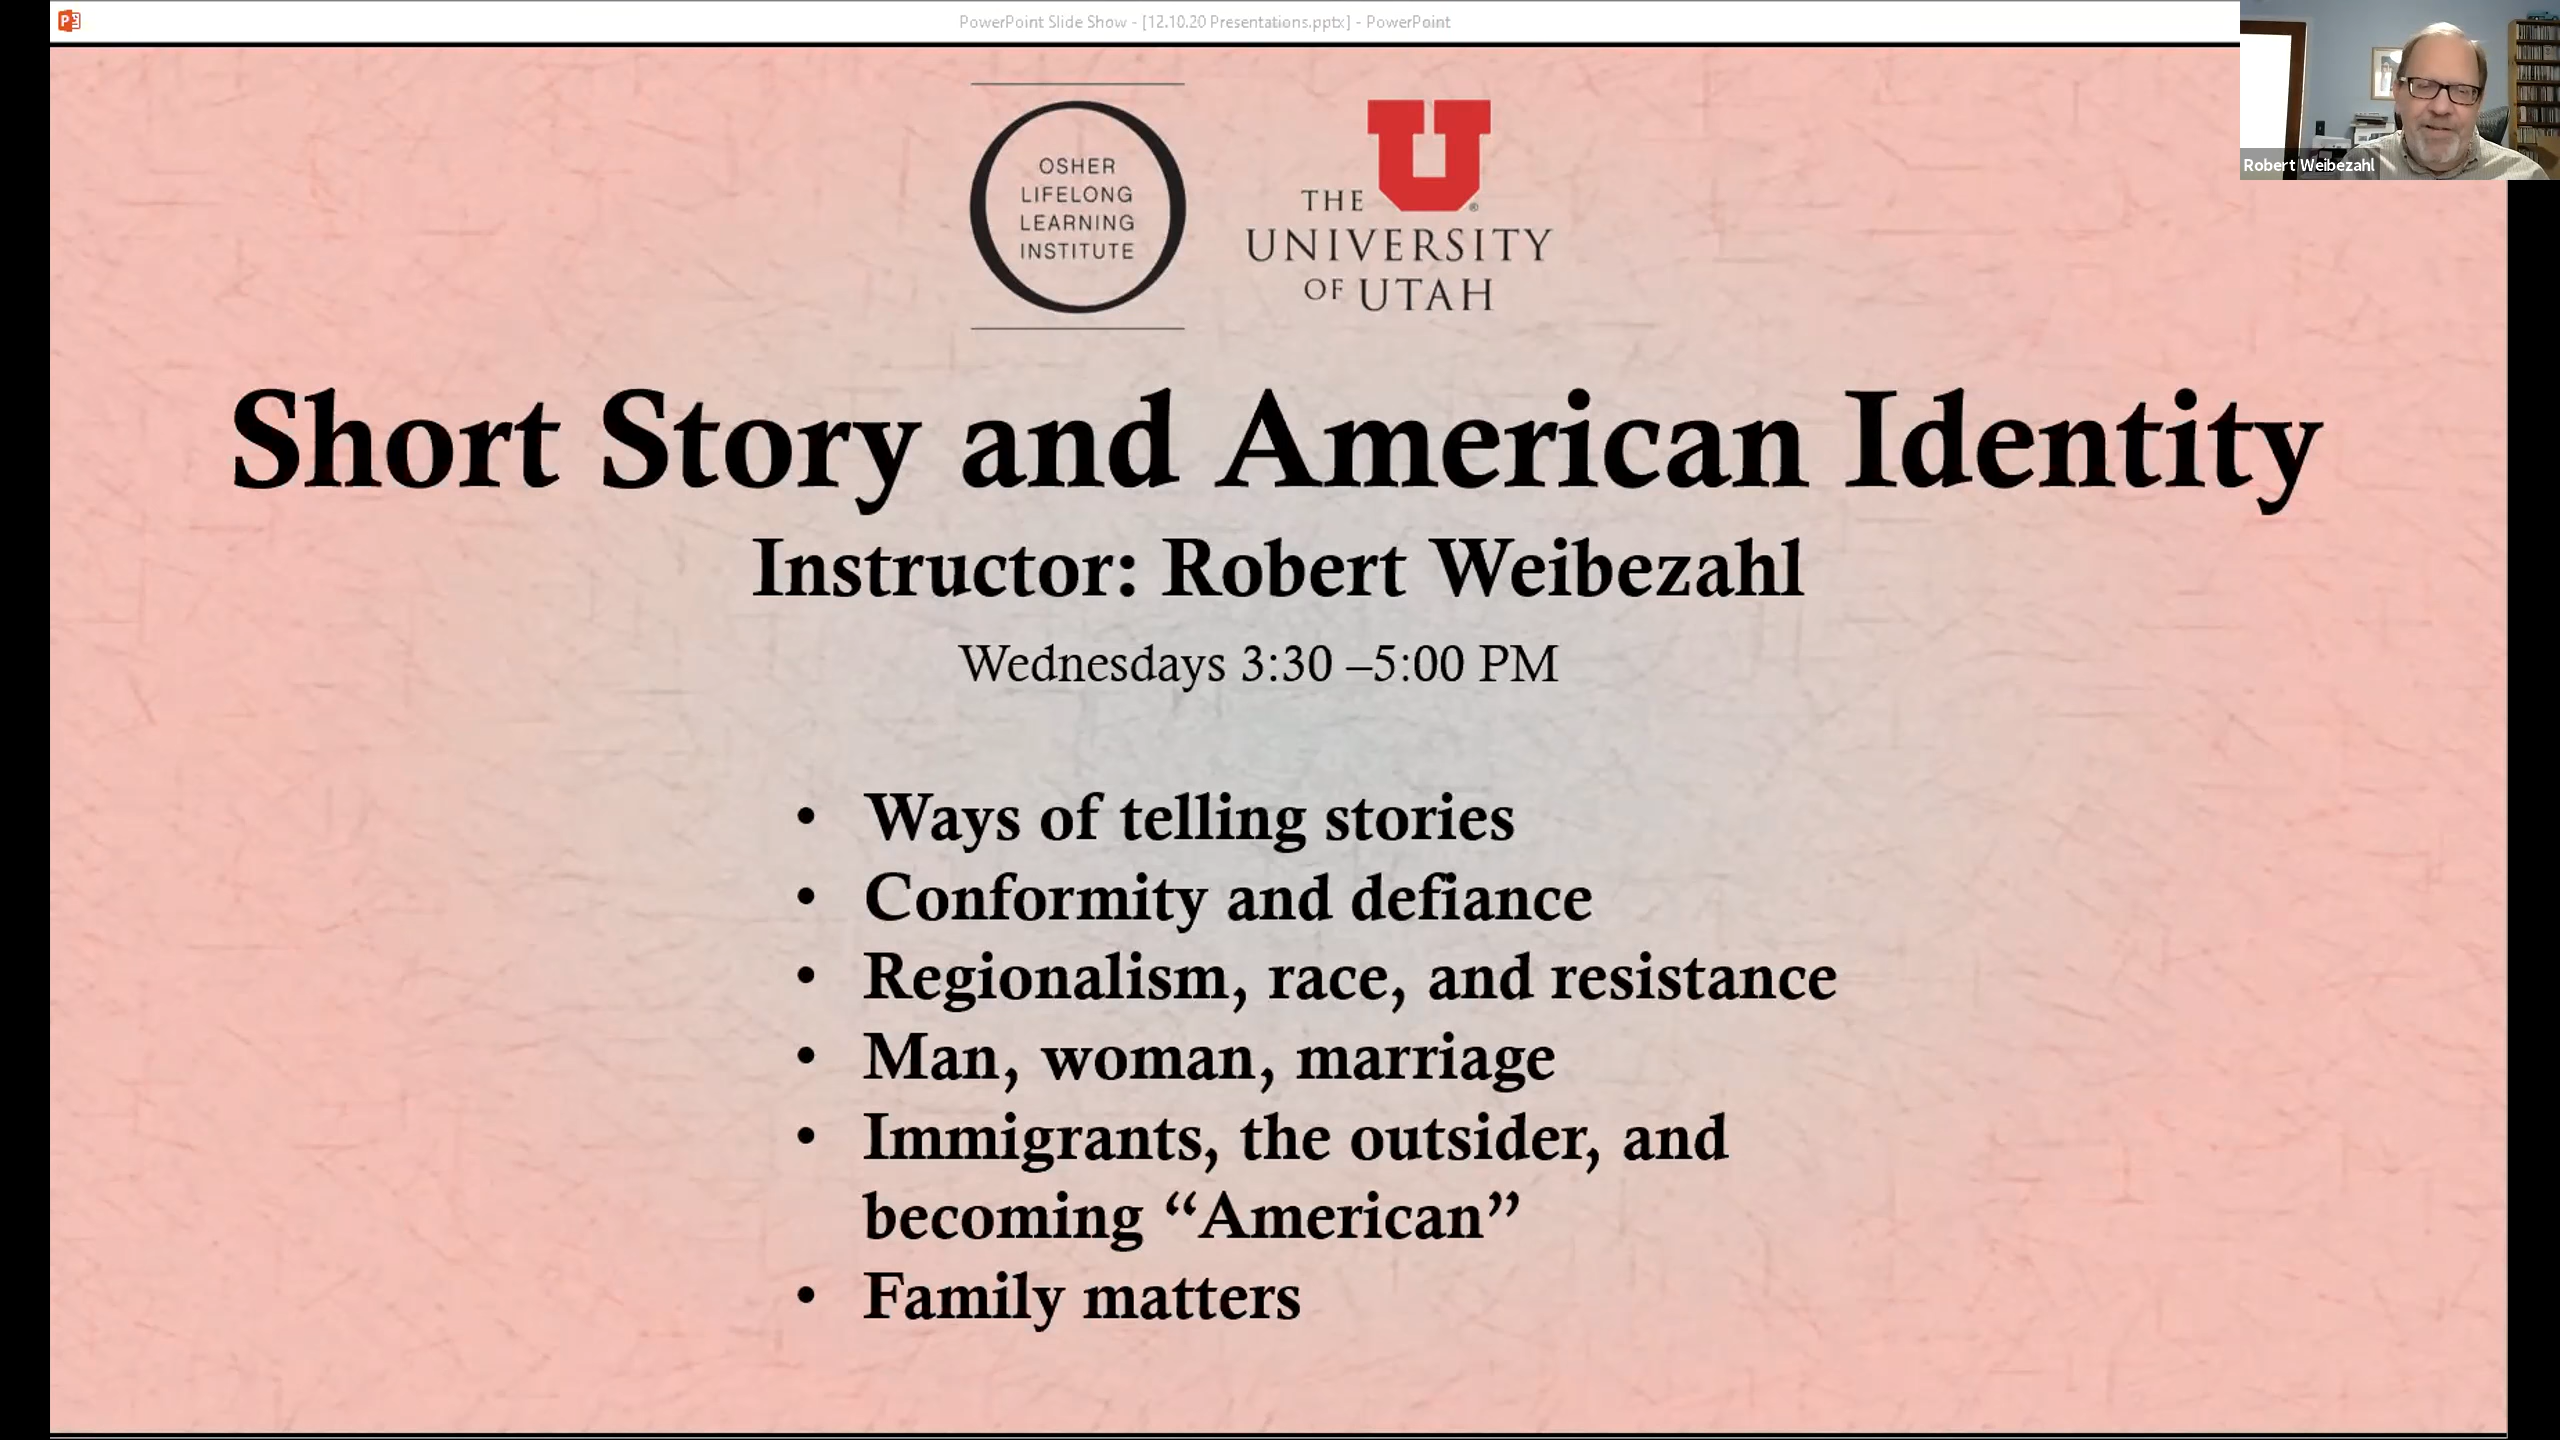 PowerPoint Slide Show - [12.10.20 Presentations.pptx] - PowerPoint
Robert Weibezahl
OSHER
LIFELONG
LEARNING
INSTITUTE
THE
UNIVERSITY
OF UTAH
Short Story and American Identity
Instructor: Robert Weibezahl
Wednesdays 3:30 –5:00 PM
• Ways of telling stories
• Conformity and defiance
• Regionalism, race, and resistance
• Man, woman, marriage
• Immigrants, the outsider, and
becoming “American”
• Family matters